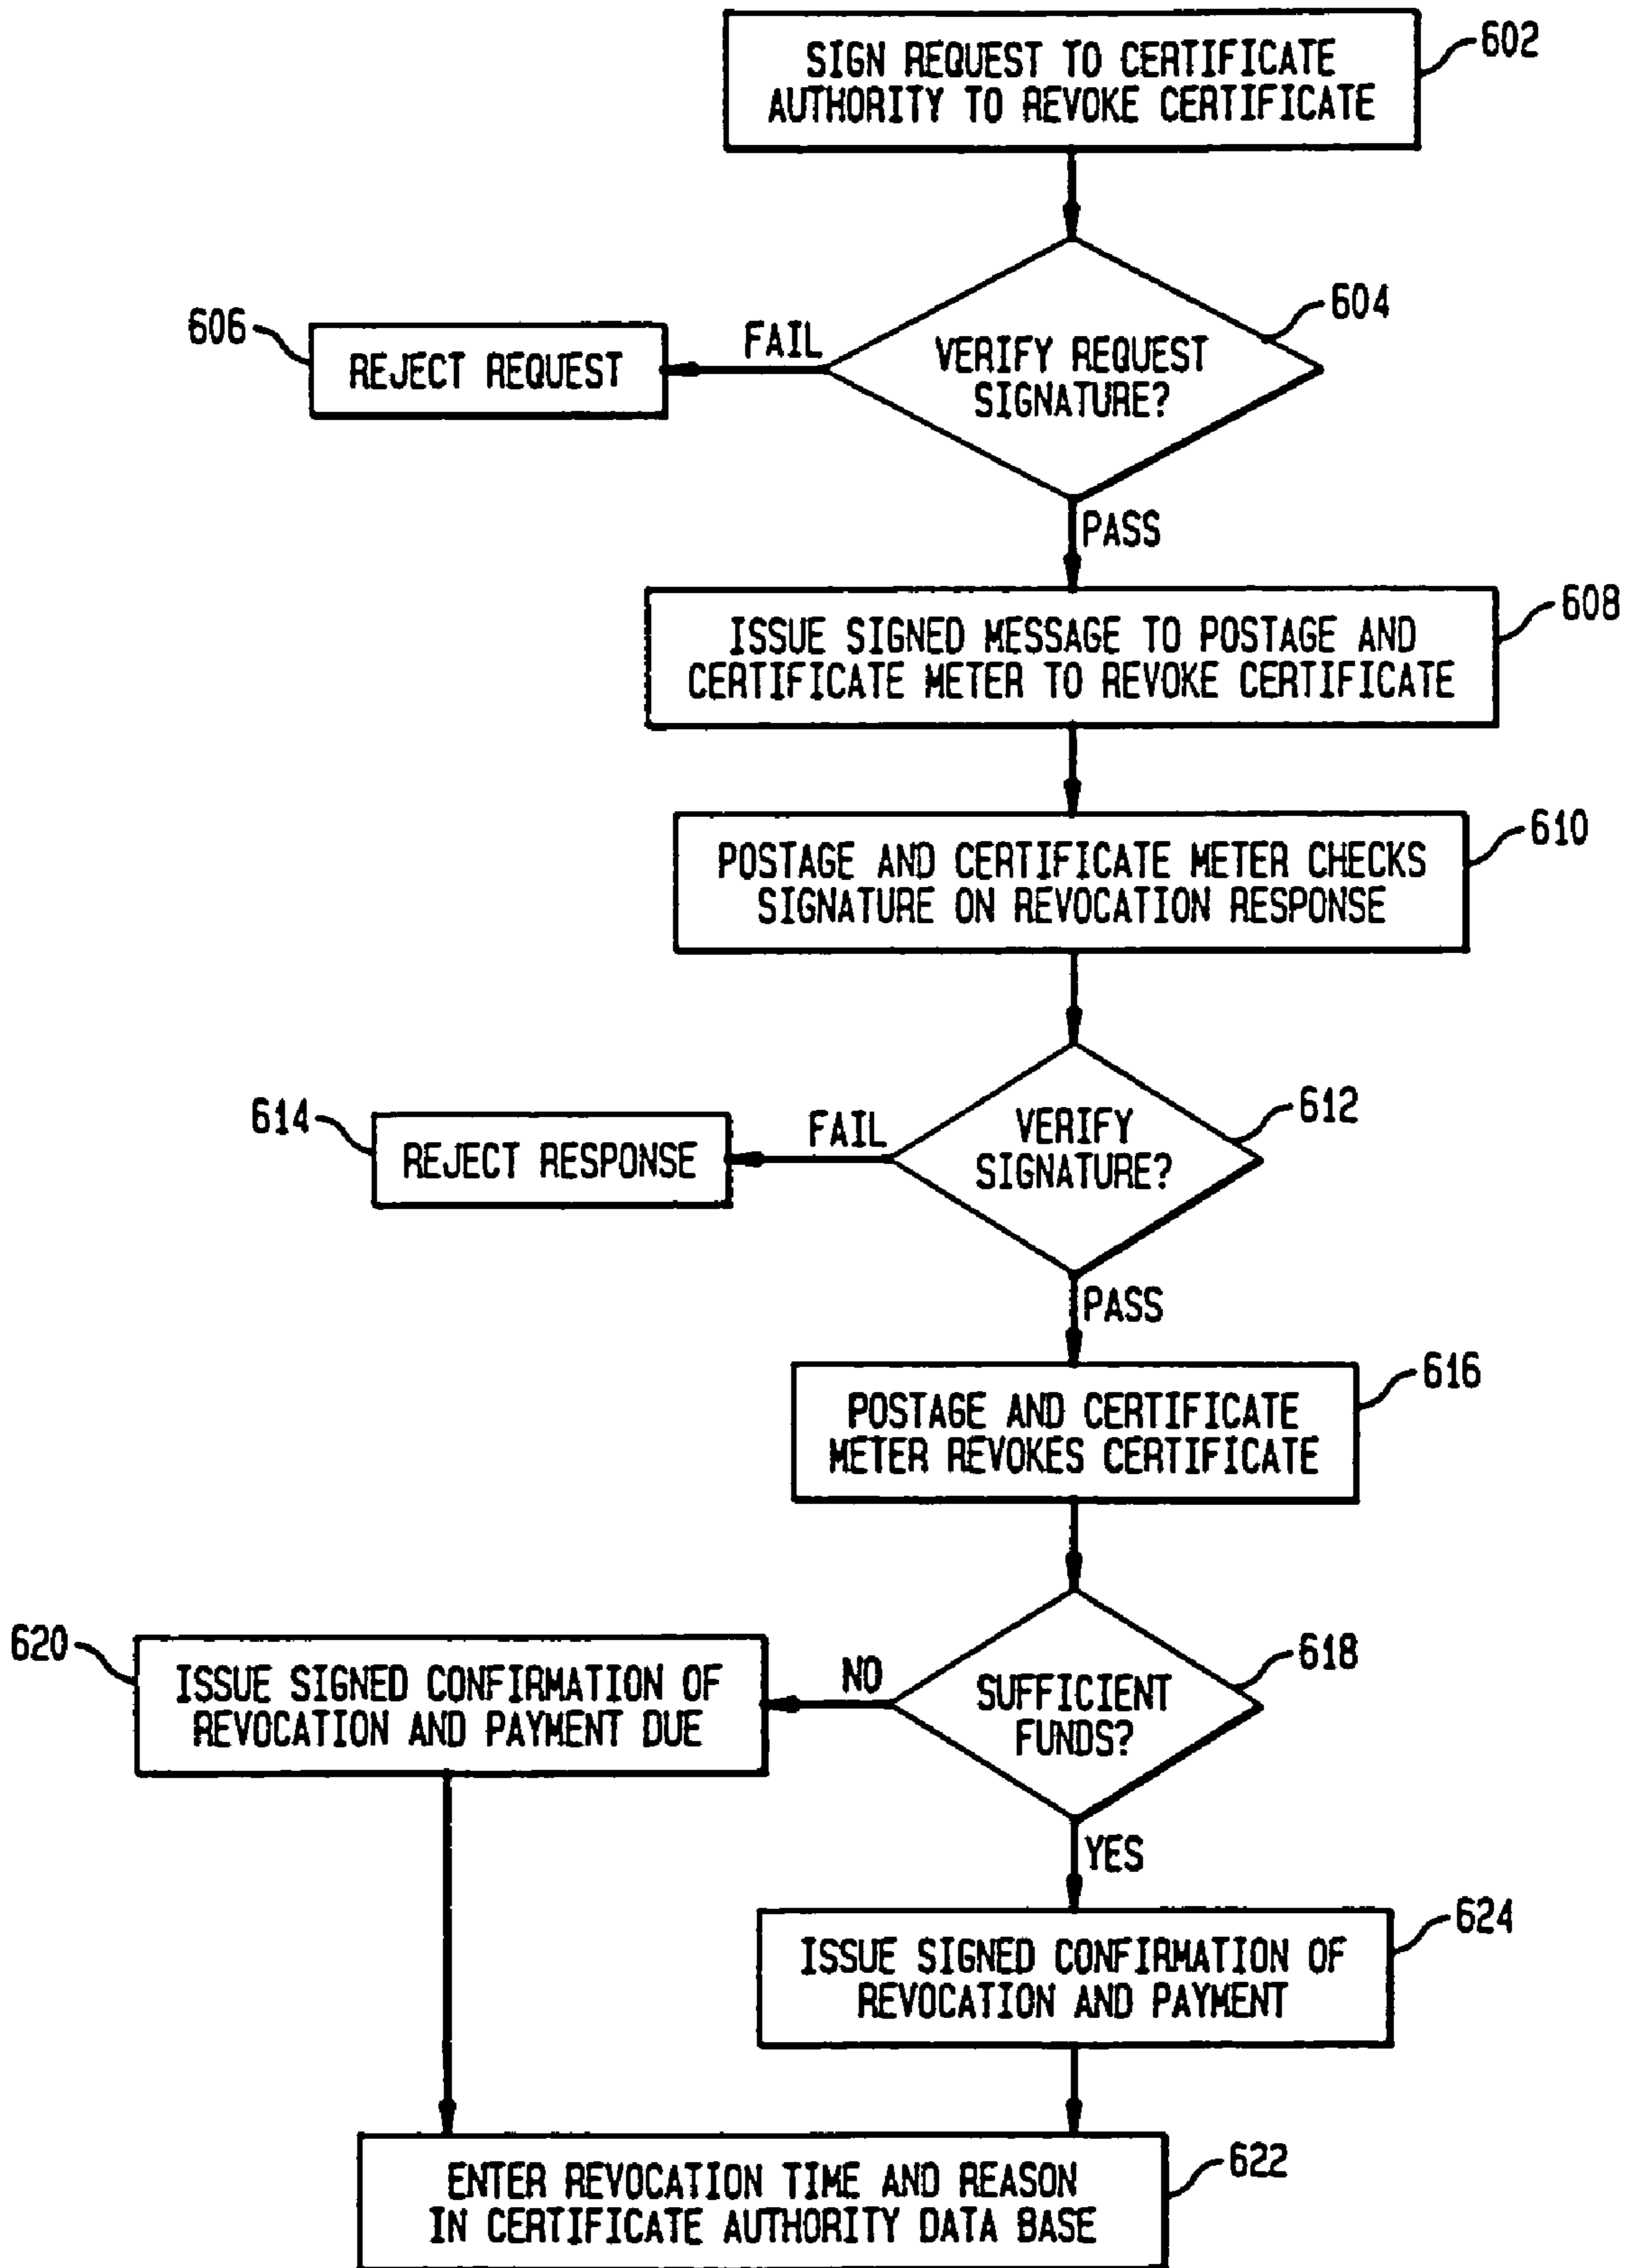 SIGN REQUEST TO CERTIFICATE
AUTHORITY TO REVOKE CERTIFICATE
602
VERIFY REQUEST
SIGNATURE?
604
FAIL
REJECT REQUEST
606
PASS
ISSUE SIGNED MESSAGE TO POSTAGE AND
CERTIFICATE METER TO REVOKE CERTIFICATE
608
POSTAGE AND CERTIFICATE METER CHECKS
SIGNATURE ON REVOCATION RESPONSE
610
VERIFY
SIGNATURE?
612
FAIL
REJECT RESPONSE
614
PASS
POSTAGE AND CERTIFICATE
METER REVOKES CERTIFICATE
616
SUFFICIENT
FUNDS?
618
NO
ISSUE SIGNED CONFIRMATION OF
REVOCATION AND PAYMENT DUE
620
YES
ISSUE SIGNED CONFIRMATION OF
REVOCATION AND PAYMENT
624
ENTER REVOCATION TIME AND REASON
IN CERTIFICATE AUTHORITY DATA BASE
622